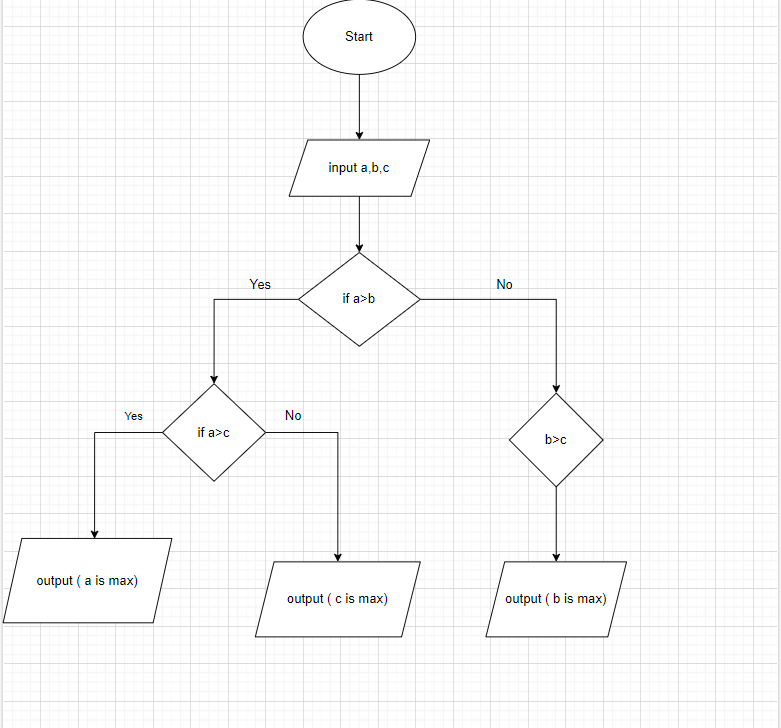 Start
input a,b,c
if a>b
Yes
No
if a>c
Yes
No
b>c
output ( a is max)
output ( c is max)
output ( b is max)